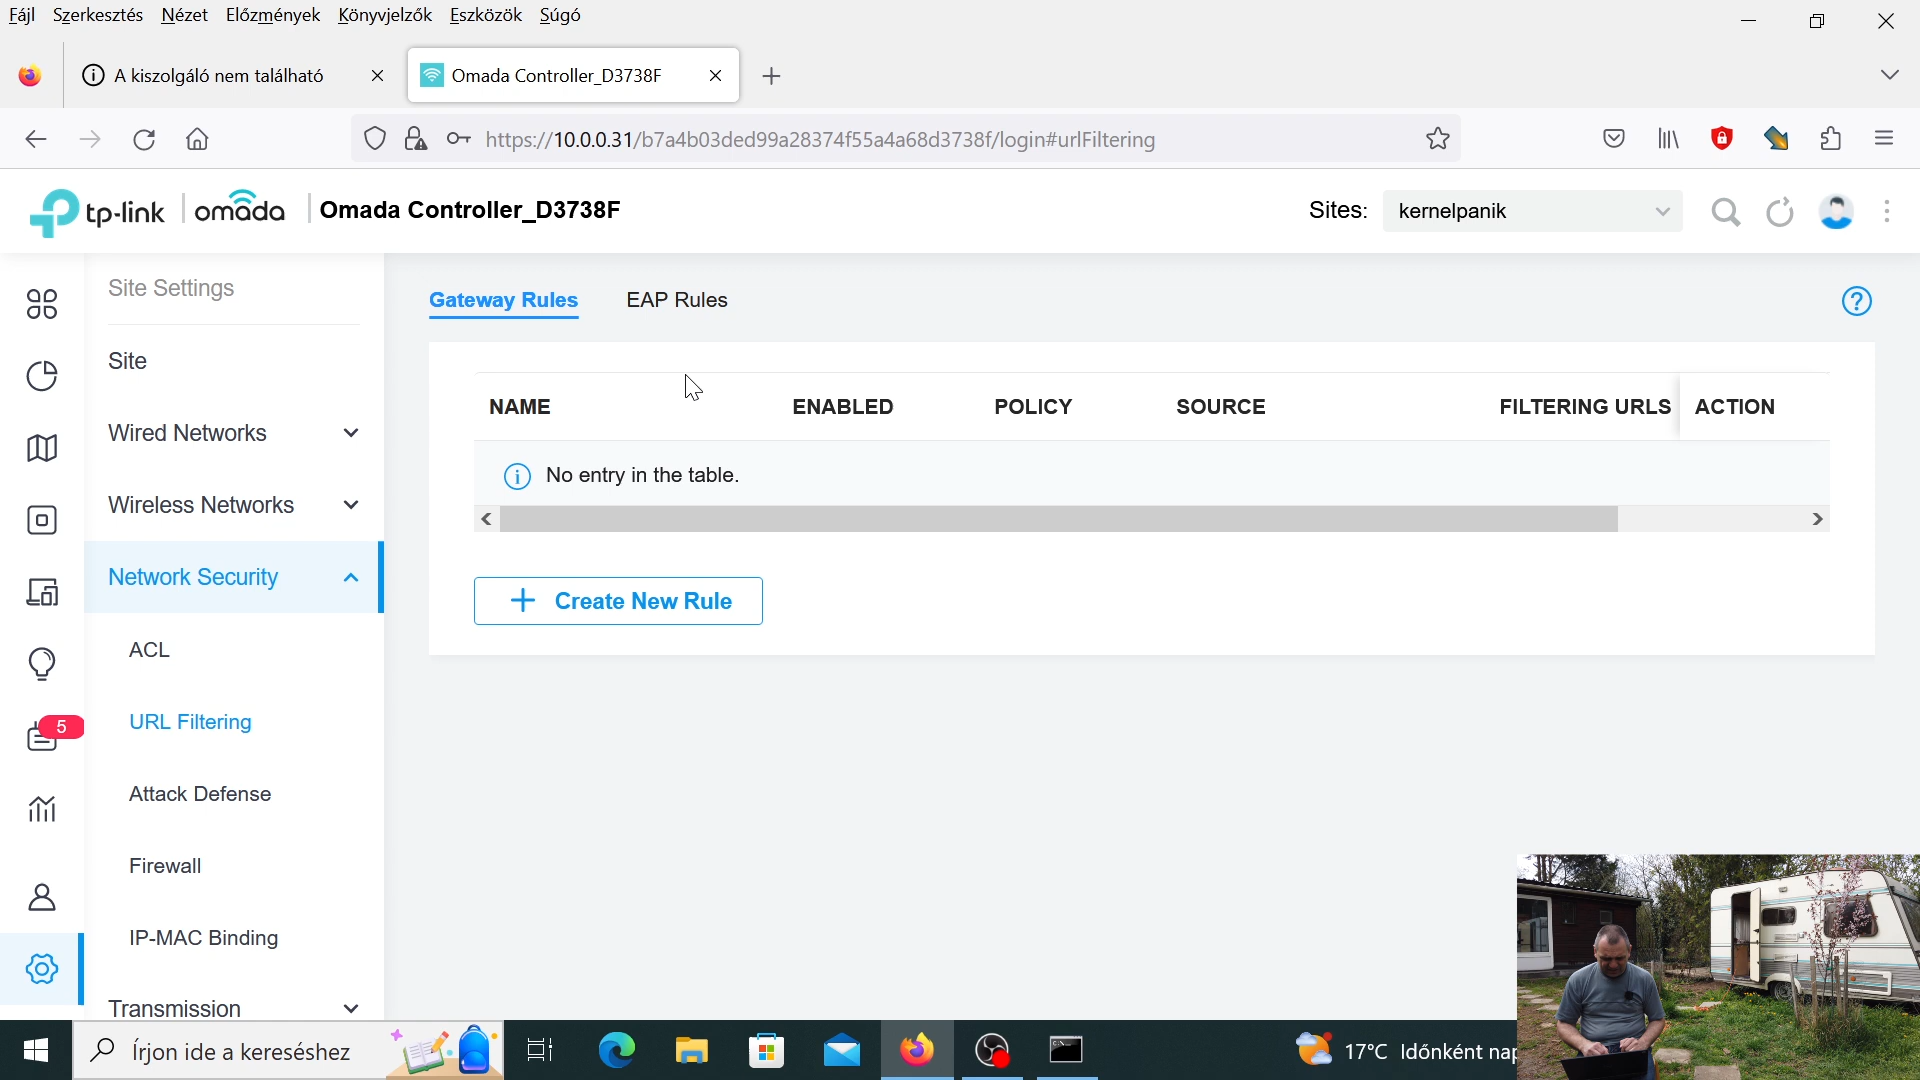 Fájl Szerkesztés Nézet Előzmények Könyvjelzők Eszközök Súgó
A kiszolgáló nem található
Omada Controller_D3738F
https://10.0.0.31/b7a4b03ded99a28374f55a4a68d3738f/login#urlFiltering
tp-link
omada
Omada Controller_D3738F
Sites: kernelpanik
Site Settings
Site
Wired Networks
Wireless Networks
Network Security
ACL
URL Filtering
Attack Defense
Firewall
IP-MAC Binding
Transmission
5
Gateway Rules EAP Rules
?
NAME ENABLED POLICY SOURCE FILTERING URLS ACTION
No entry in the table.
Create New Rule
Írjon ide a kereséshez
17°C Időnként nap